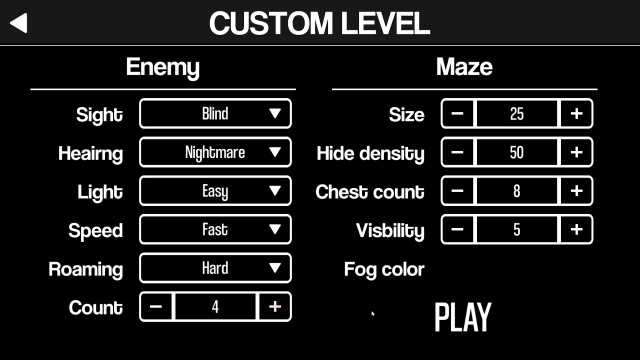 CUSTOM LEVEL
Enemy
Sight Blind
Heairng Nightmare
Light Easy
Speed Fast
Roaming Hard
Count − 4 +
Maze
Size − 25 +
Hide density − 50 +
Chest count − 8 +
Visbility − 5 +
Fog color
PLAY